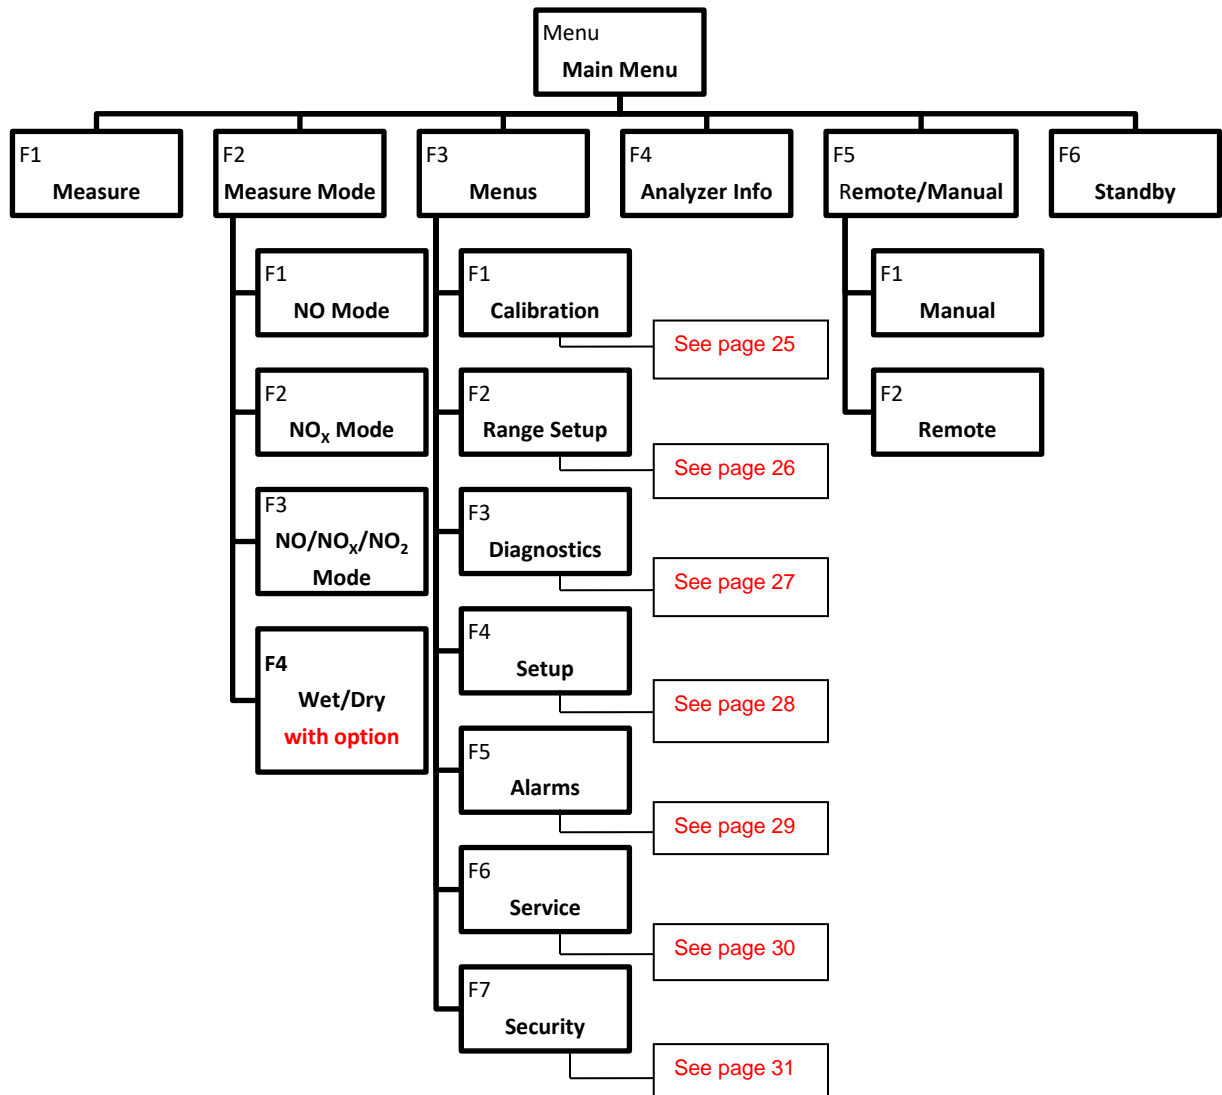 Menu
Main Menu
F1
Measure
F2
Measure Mode
F3
Menus
F4
Analyzer Info
F5
Remote/Manual
F6
Standby
F1
NO Mode
F2
NOX Mode
F3
NO/NOX/NO2
Mode
F4
Wet/Dry
with option
F1
Calibration
See page 25
F2
Range Setup
See page 26
F3
Diagnostics
See page 27
F4
Setup
See page 28
F5
Alarms
See page 29
F6
Service
See page 30
F7
Security
See page 31
F1
Manual
F2
Remote